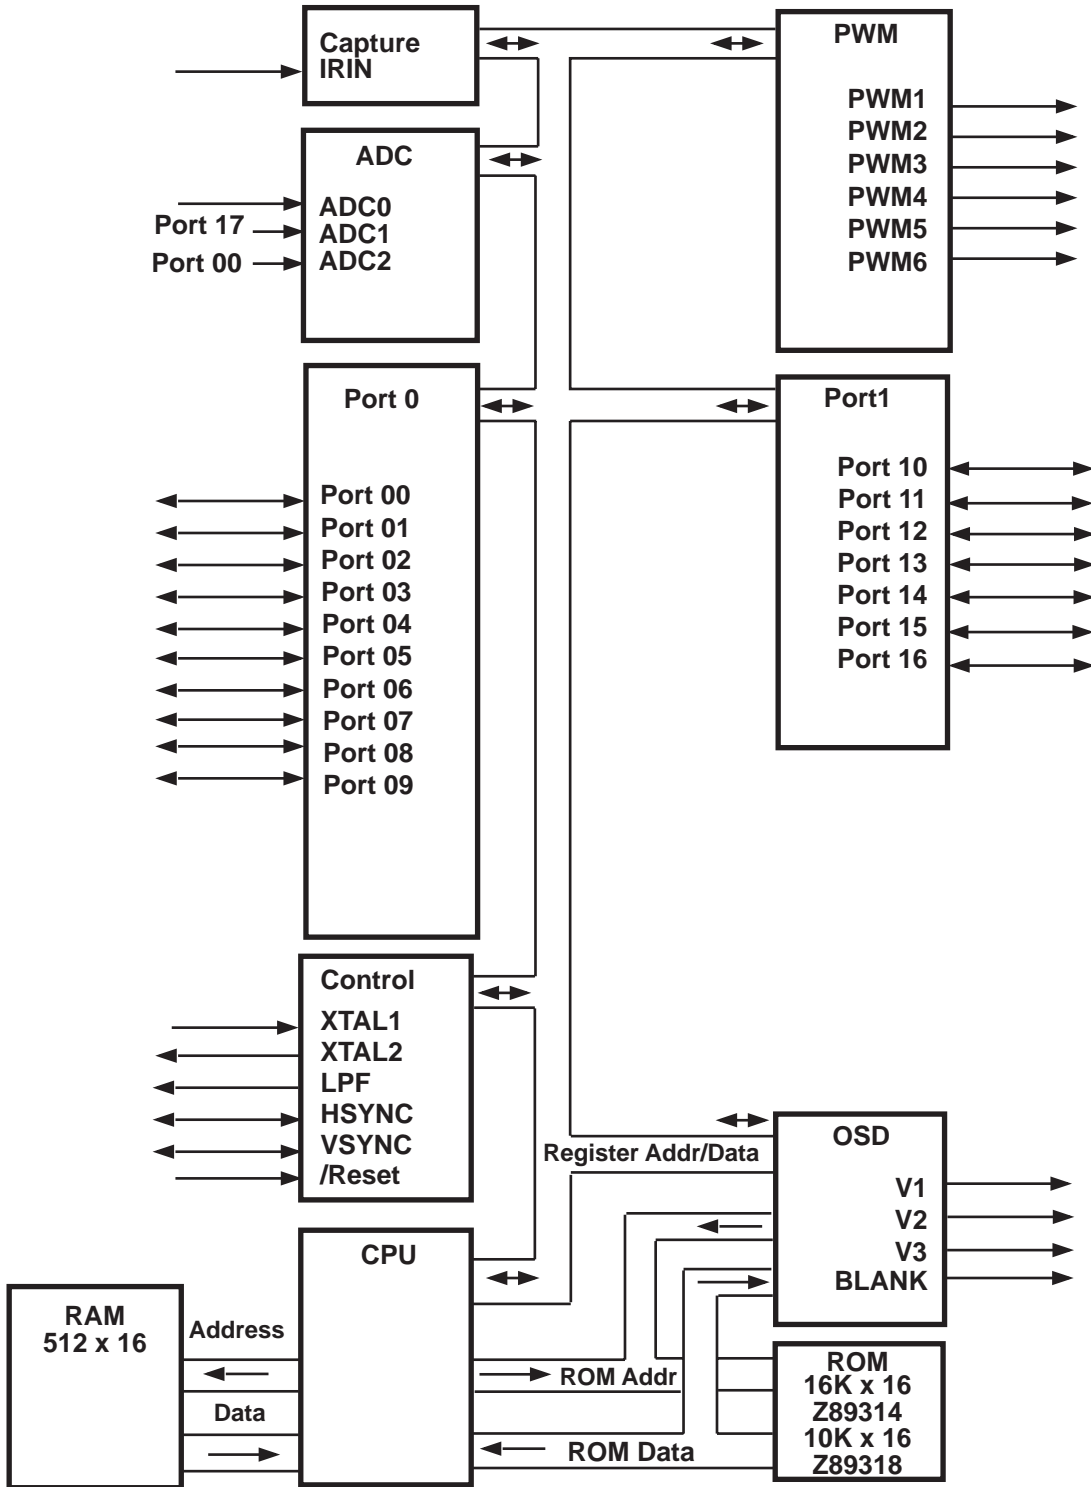 Capture
IRIN
ADC
ADC0
Port 17
ADC1
Port 00
ADC2
Port 0
Port 00
Port 01
Port 02
Port 03
Port 04
Port 05
Port 06
Port 07
Port 08
Port 09
Control
XTAL1
XTAL2
LPF
HSYNC
VSYNC
/Reset
CPU
RAM
512 x 16
Address
Data
PWM
PWM1
PWM2
PWM3
PWM4
PWM5
PWM6
Port1
Port 10
Port 11
Port 12
Port 13
Port 14
Port 15
Port 16
Register Addr/Data
OSD
V1
V2
V3
BLANK
ROM Addr
ROM Data
ROM
16K x 16
Z89314
10K x 16
Z89318